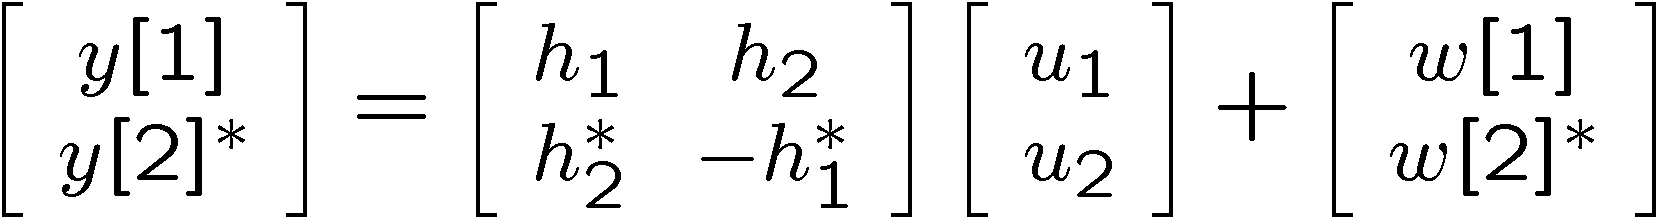 [ y[1] ] = [ h₁ h₂ ] [ u₁ ] + [ w[1] ]
[ y[2]* ] [ h₂* −h₁* ] [ u₂ ] [ w[2]* ]